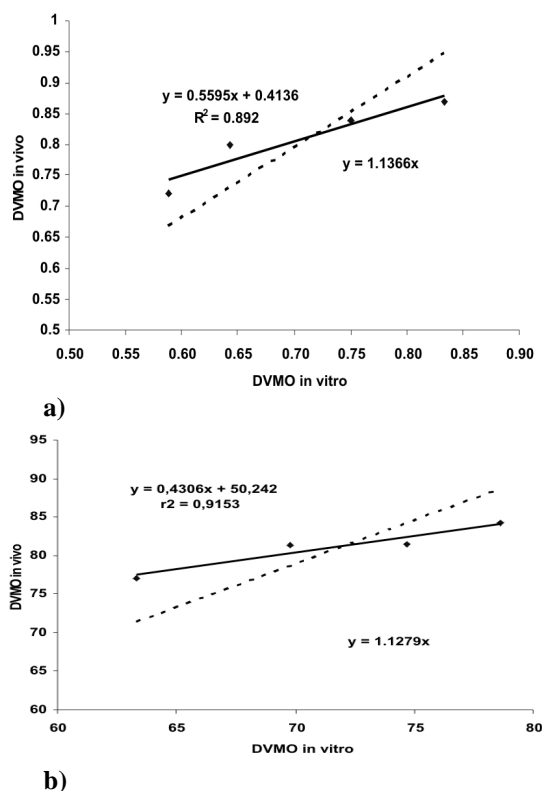 1
0.95
0.9
y = 0.5595x + 0.4136
0.85
R² = 0.892
0.8
0.75
y = 1.1366x
0.7
0.65
0.6
0.55
0.5
DVMO in vivo
0.50 0.55 0.60 0.65 0.70 0.75 0.80 0.85 0.90
DVMO in vitro
a)
95
90
y = 0,4306x + 50,242
r2 = 0,9153
85
80
75
70
y = 1.1279x
65
60
DVMO in vivo
60 65 70 75 80
DVMO in vitro
b)